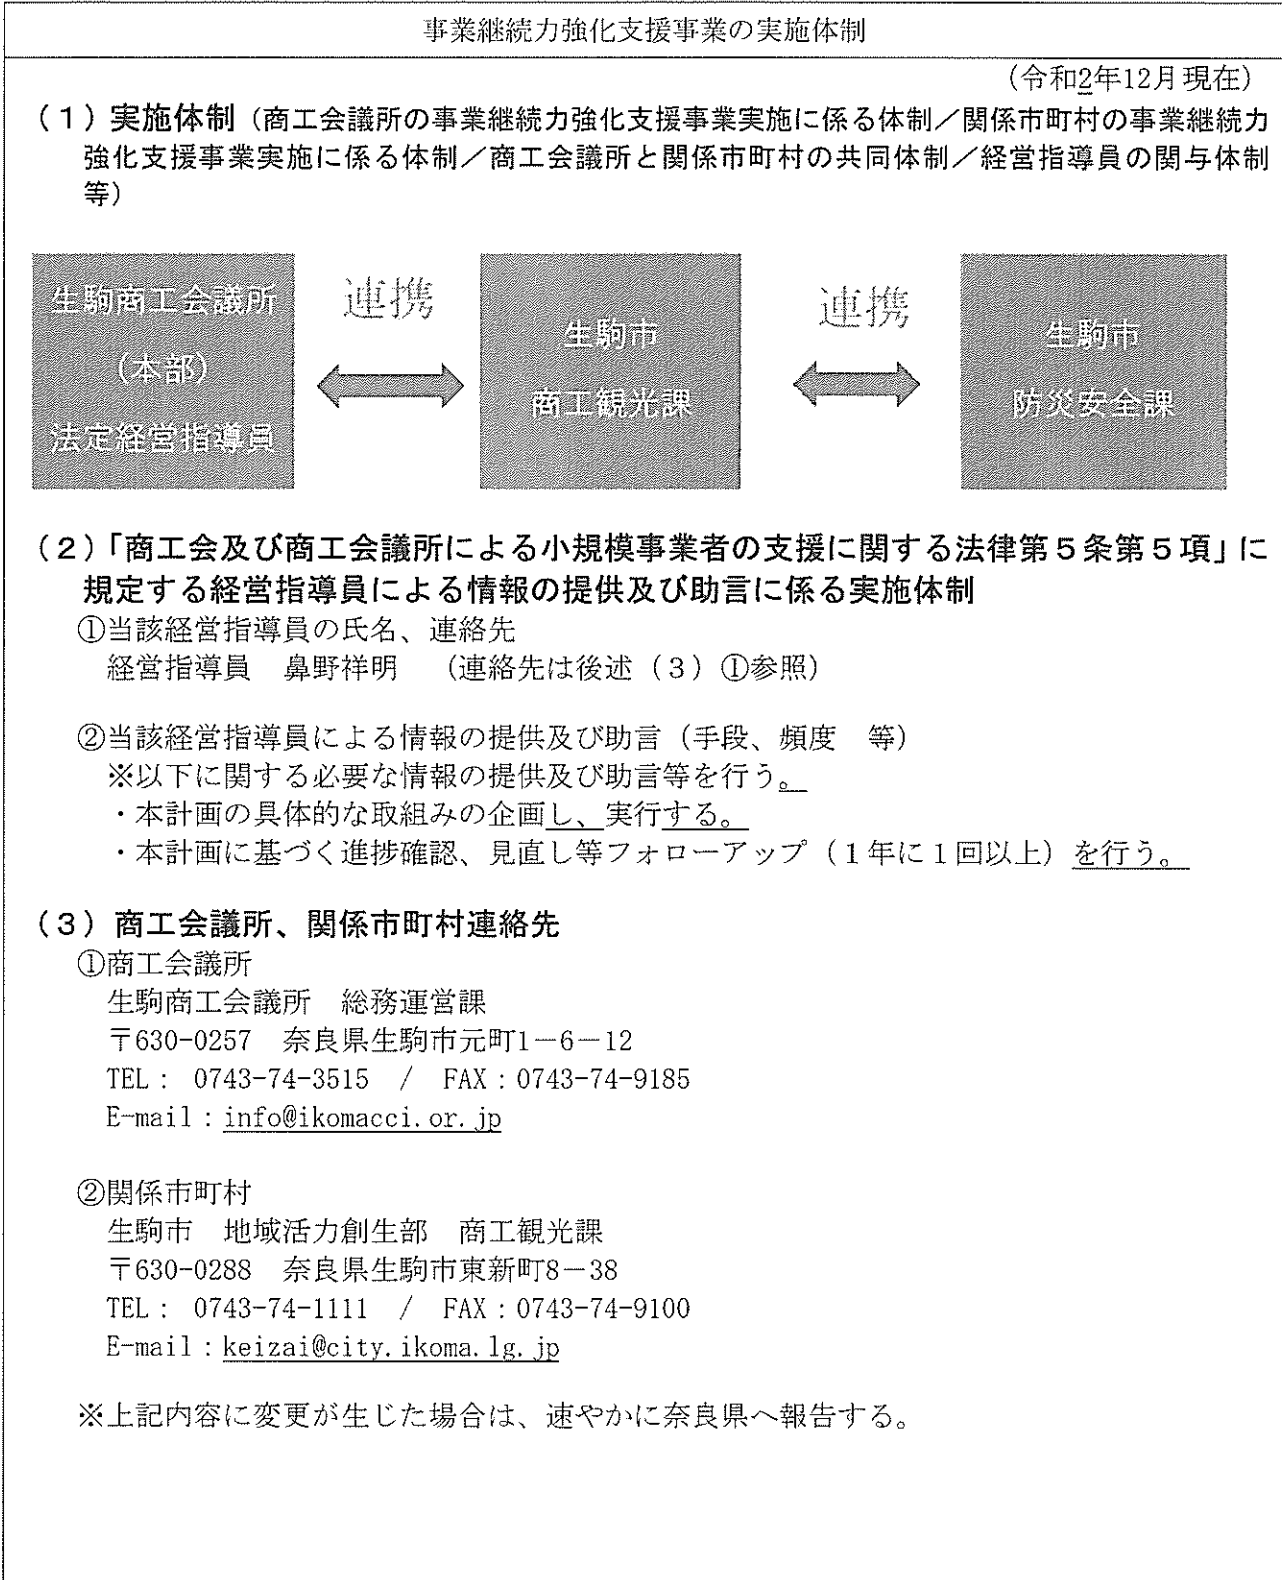 事業継続力強化支援事業の実施体制
（令和2年12月現在）
（１）実施体制（商工会議所の事業継続力強化支援事業実施に係る体制／関係市町村の事業継続力
強化支援事業実施に係る体制／商工会議所と関係市町村の共同体制／経営指導員の関与体制
等）
生駒商工会議所
（本部）
法定経営指導員
連携
生駒市
商工観光課
連携
生駒市
防災安全課
（２）「商工会及び商工会議所による小規模事業者の支援に関する法律第５条第５項」に
規定する経営指導員による情報の提供及び助言に係る実施体制
①当該経営指導員の氏名、連絡先
経営指導員　鼻野祥明　（連絡先は後述（３）①参照）
②当該経営指導員による情報の提供及び助言（手段、頻度　等）
※以下に関する必要な情報の提供及び助言等を行う。
・本計画の具体的な取組みの企画し、実行する。
・本計画に基づく進捗確認、見直し等フォローアップ（１年に１回以上）を行う。
（３）商工会議所、関係市町村連絡先
①商工会議所
生駒商工会議所　総務運営課
〒630-0257　奈良県生駒市元町1－6－12
TEL： 0743-74-3515 / FAX：0743-74-9185
E-mail：info@ikomacci.or.jp
②関係市町村
生駒市　地域活力創生部　商工観光課
〒630-0288　奈良県生駒市東新町8－38
TEL： 0743-74-1111 / FAX：0743-74-9100
E-mail：keizai@city.ikoma.lg.jp
※上記内容に変更が生じた場合は、速やかに奈良県へ報告する。